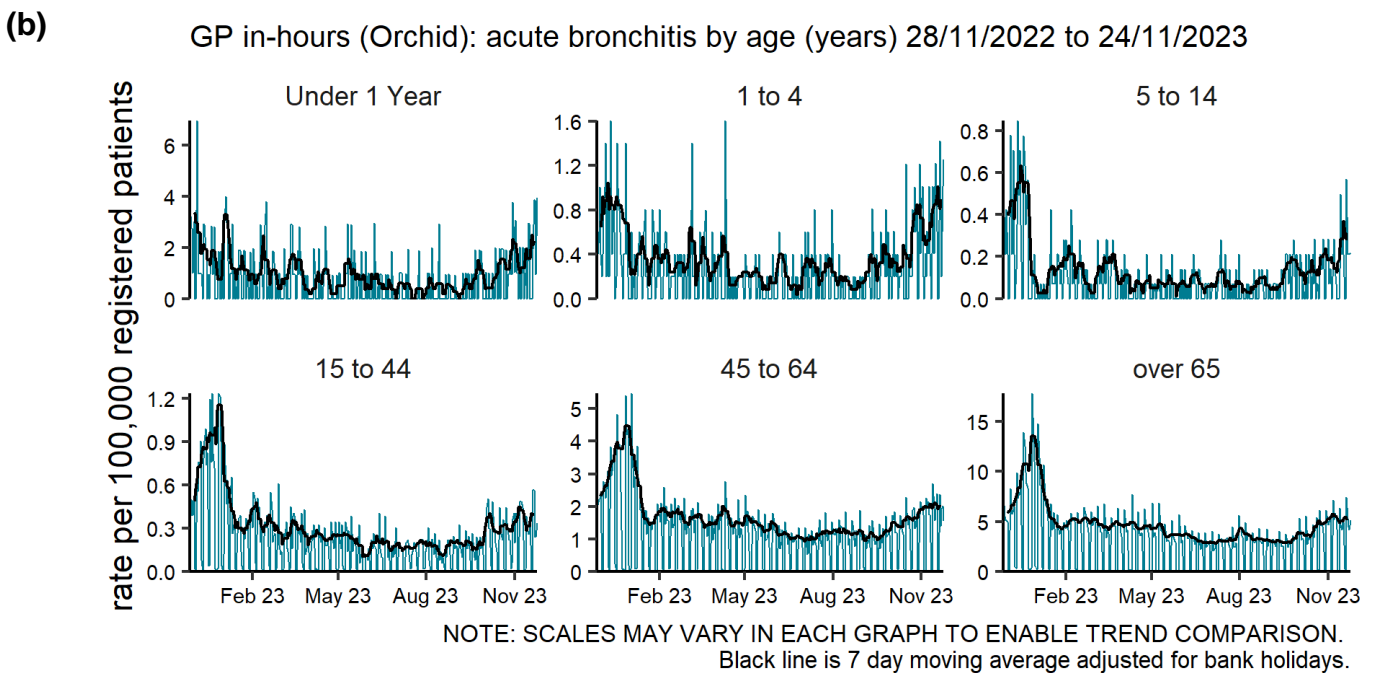 (b)
GP in-hours (Orchid): acute bronchitis by age (years) 28/11/2022 to 24/11/2023
rate per 100,000 registered patients
Under 1 Year
6
4
2
0
1 to 4
1.6
1.2
0.8
0.4
0.0
5 to 14
0.8
0.6
0.4
0.2
0.0
15 to 44
1.2
0.9
0.6
0.3
0.0
Feb 23 May 23 Aug 23 Nov 23
45 to 64
5
4
3
2
1
0
Feb 23 May 23 Aug 23 Nov 23
over 65
15
10
5
0
Feb 23 May 23 Aug 23 Nov 23
NOTE: SCALES MAY VARY IN EACH GRAPH TO ENABLE TREND COMPARISON.
Black line is 7 day moving average adjusted for bank holidays.